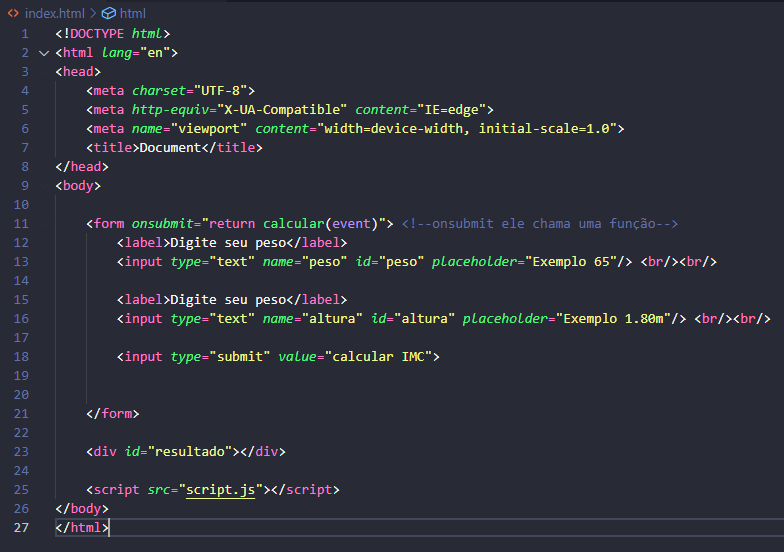 index.html > html
1 <!DOCTYPE html>
2 <html lang="en">
3 <head>
4 <meta charset="UTF-8">
5 <meta http-equiv="X-UA-Compatible" content="IE=edge">
6 <meta name="viewport" content="width=device-width, initial-scale=1.0">
7 <title>Document</title>
8 </head>
9 <body>
10
11 <form onsubmit="return calcular(event)"> <!--onsubmit ele chama uma função-->
12 <label>Digite seu peso</label>
13 <input type="text" name="peso" id="peso" placeholder="Exemplo 65"/> <br/><br/>
14
15 <label>Digite seu peso</label>
16 <input type="text" name="altura" id="altura" placeholder="Exemplo 1.80m"/> <br/><br/>
17
18 <input type="submit" value="calcular IMC">
19
20
21 </form>
22
23 <div id="resultado"></div>
24
25 <script src="script.js"></script>
26 </body>
27 </html>